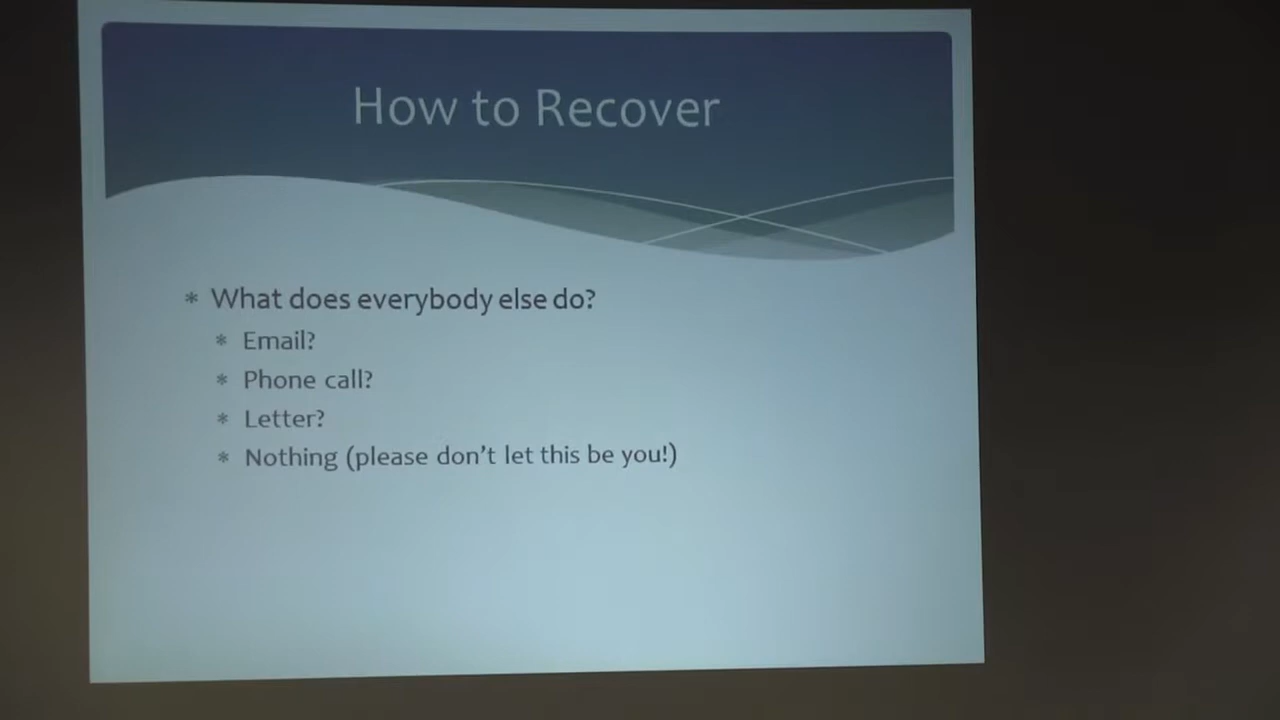 How to Recover
* What does everybody else do?
* Email?
* Phone call?
* Letter?
* Nothing (please don't let this be you!)